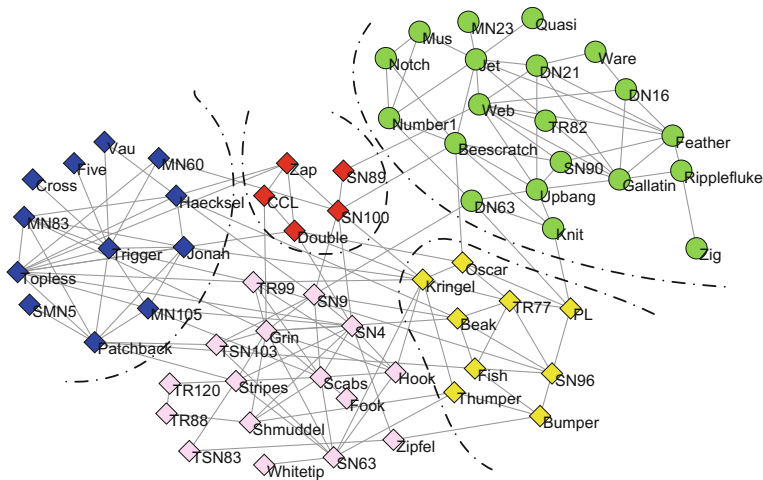 Quasi
MN23
Mus
Ware
Notch
Jet
DN21
DN16
Web
Number1
TR82
Feather
Beescratch
Vau
MN60
Five
Zap
SN89
SN90
Gallatin
Ripplefluke
Cross
Haecksel
CCL
Upbang
DN63
MN83
SN100
Double
Knit
Trigger
Jonah
Zig
Topless
Oscar
TR99
Kringel
SN9
SMN5
MN105
TR77
PL
Beak
Grin
SN4
Patchback
TSN103
Fish
SN96
Hook
Scabs
TR120
Stripes
Fook
Thumper
TR88
Shmuddel
Bumper
Zipfel
TSN83
Whitetip
SN63